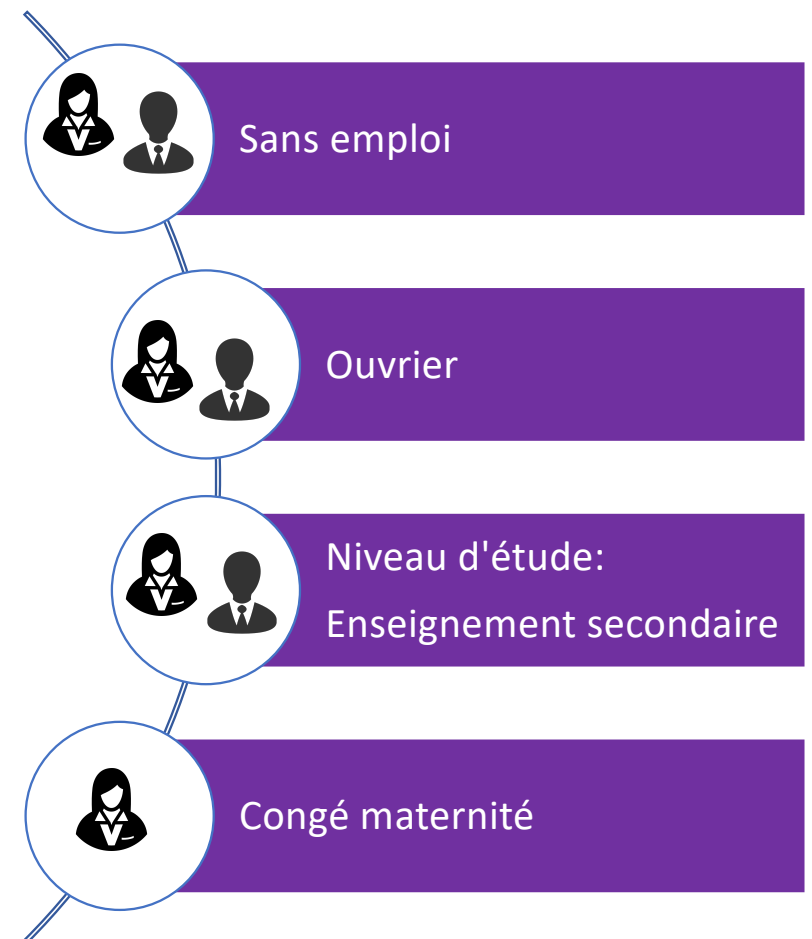 Sans emploi
Ouvrier
Niveau d'étude:
Enseignement secondaire
Congé maternité